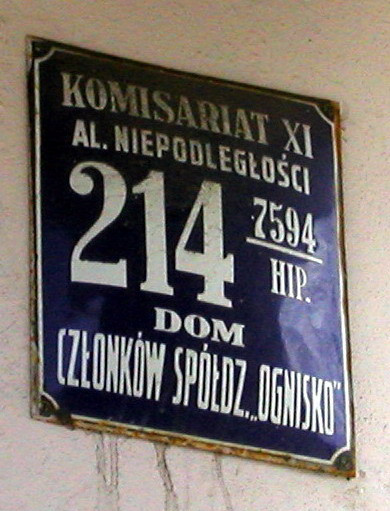 KOMISARIAT XI
AL. NIEPODLEGŁOŚCI
214 7594
HIP.
DOM
CZŁONKÓW SPÓŁDZ. „OGNISKO”